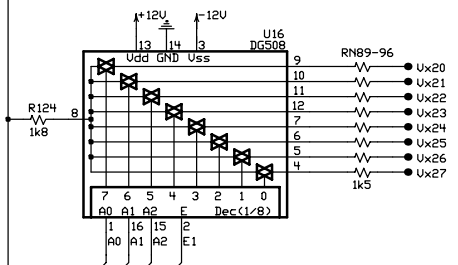 +12V -12V
U16
13 14 3 DG508
Vdd GND Vss
RN89-96
9 Vx20
10 Vx21
11 Vx22
12 Vx23
7 Vx24
6 Vx25
5 Vx26
4 Vx27
1k5
R124
8
1k8
7 6 5 4 3 2 1 0
A0 A1 A2 E Dec(1/8)
1 16 15 2
A0 A1 A2 E1